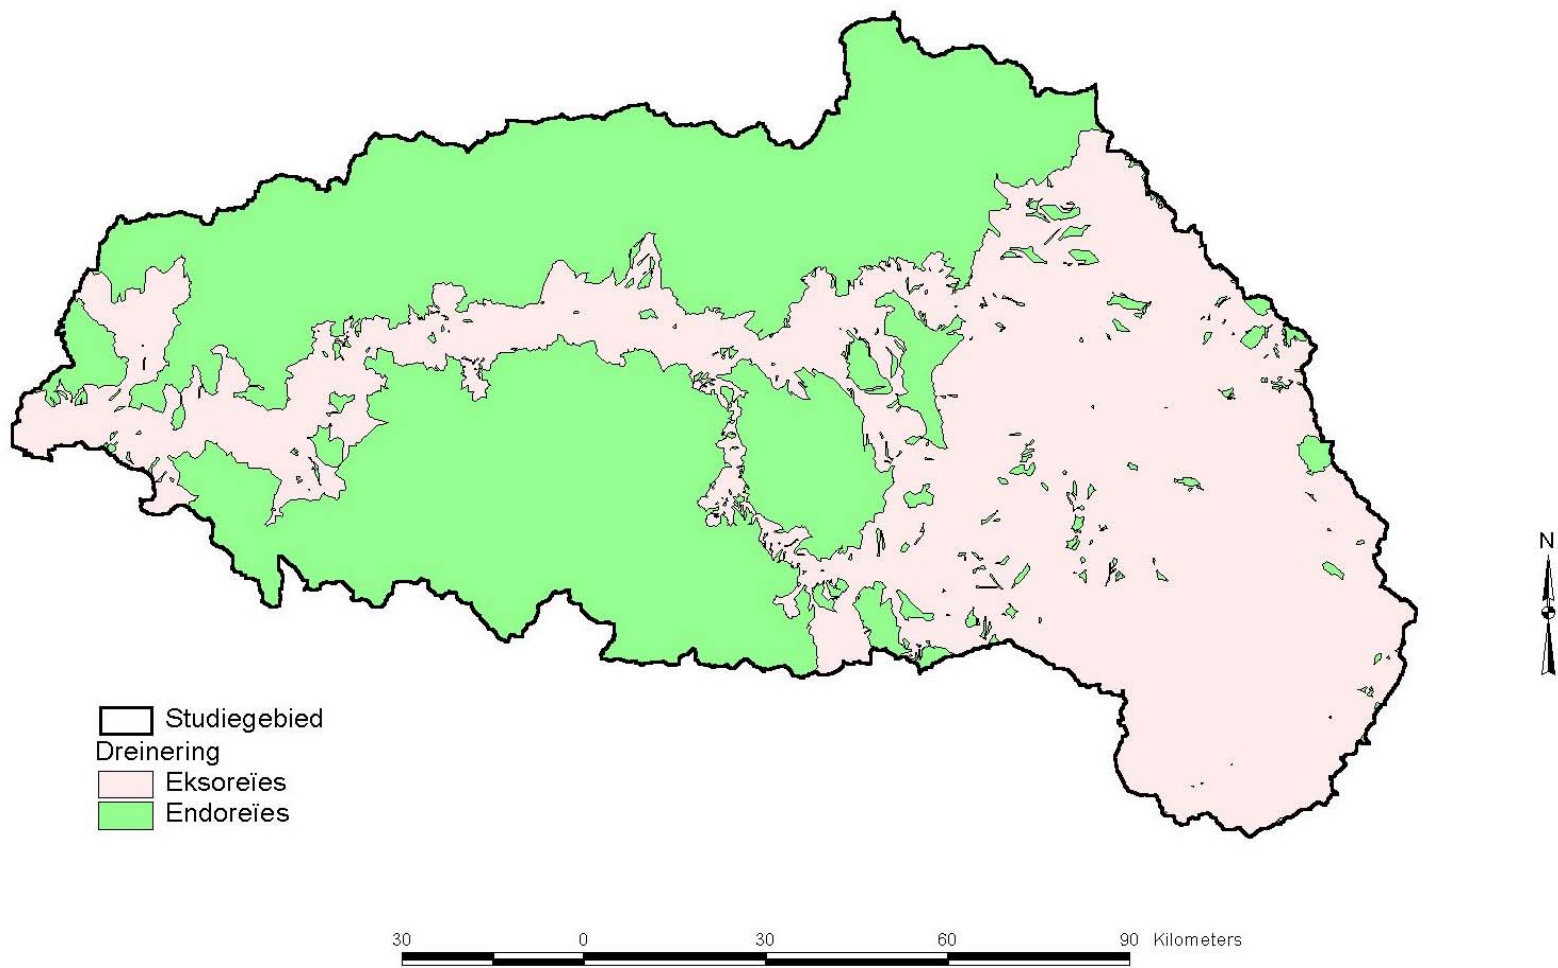 N
Studiegebied
Dreinering
Eksoreïes
Endoreïes
30 0 30 60 90 Kilometers